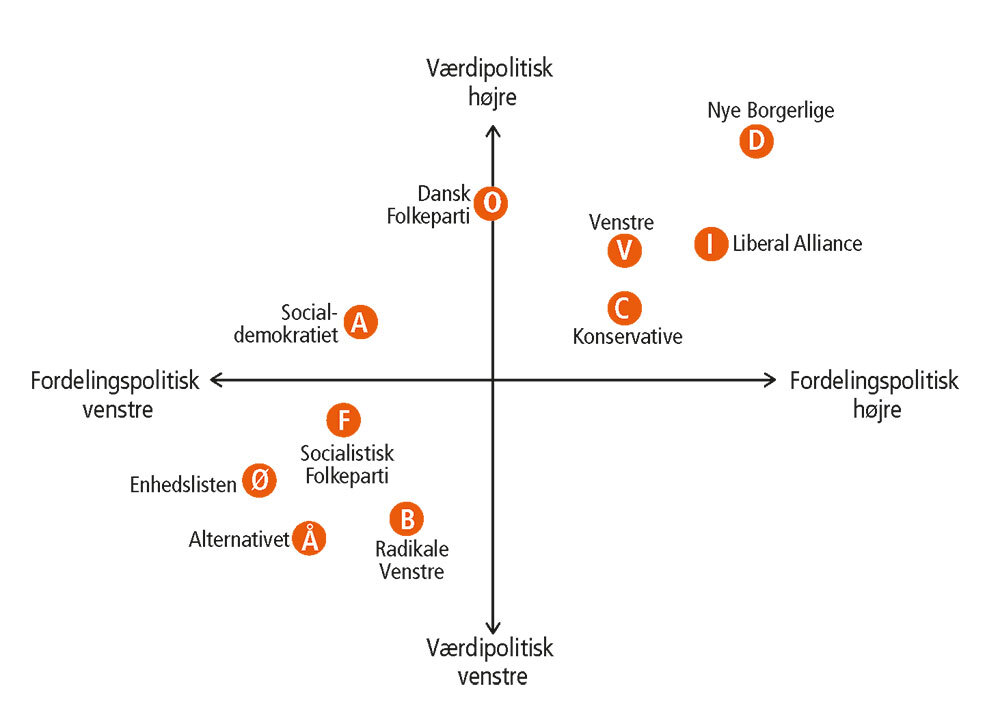 Værdipolitisk
højre
Nye Borgerlige
D
Dansk
Folkeparti
O
Venstre
V
I
Liberal Alliance
Social-
demokratiet
A
C
Konservative
Fordelingspolitisk
venstre
Fordelingspolitisk
højre
F
Socialistisk
Folkeparti
Enhedslisten
Ø
Alternativet
Å
B
Radikale
Venstre
Værdipolitisk
venstre